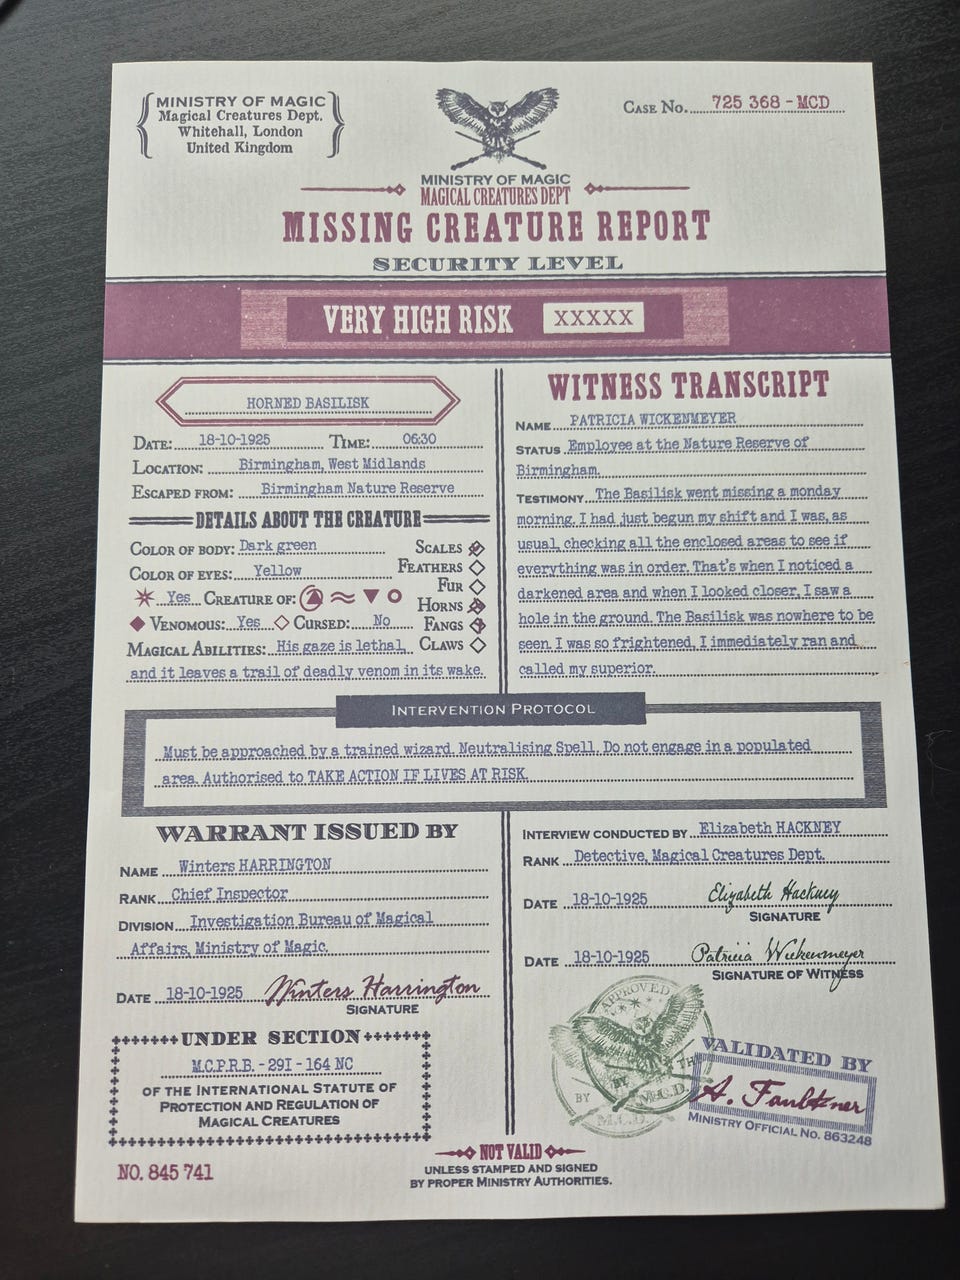 MINISTRY OF MAGIC
Magical Creatures Dept.
Whitehall, London
United Kingdom
CASE NO. 725 368 - MCD
MINISTRY OF MAGIC
MAGICAL CREATURES DEPT
MISSING CREATURE REPORT
SECURITY LEVEL
VERY HIGH RISK XXXXX
HORNED BASILISK
DATE: 18-10-1925 TIME: 06:30
LOCATION: Birmingham, West Midlands
ESCAPED FROM: Birmingham Nature Reserve
DETAILS ABOUT THE CREATURE
COLOR OF BODY: Dark green
COLOR OF EYES: Yellow
Yes CREATURE OF:
VENOMOUS: Yes CURSED: No
MAGICAL ABILITIES: His gaze is lethal,
and it leaves a trail of deadly venom in its wake.
SCALES
FEATHERS
FUR
HORNS
FANGS
CLAWS
WITNESS TRANSCRIPT
NAME PATRICIA WICKENMEYER
STATUS Employee at the Nature Reserve of
Birmingham.
TESTIMONY The Basilisk went missing a monday
morning. I had just begun my shift and I was, as
usual, checking all the enclosed areas to see if
everything was in order. That's when I noticed a
darkened area and when I looked closer, I saw a
hole in the ground. The Basilisk was nowhere to be
seen. I was so frightened, I immediately ran and
called my superior.
INTERVENTION PROTOCOL
Must be approached by a trained wizard. Neutralising Spell. Do not engage in a populated
area. Authorised to TAKE ACTION IF LIVES AT RISK.
WARRANT ISSUED BY
NAME Winters HARRINGTON
RANK Chief Inspector
DIVISION Investigation Bureau of Magical
Affairs, Ministry of Magic.
DATE 18-10-1925 Winters Harrington
SIGNATURE
UNDER SECTION
M.C.P.R.B. - 29I - 164 NC
OF THE INTERNATIONAL STATUTE OF
PROTECTION AND REGULATION OF
MAGICAL CREATURES
NO. 845 741
INTERVIEW CONDUCTED BY Elizabeth HACKNEY
RANK Detective, Magical Creatures Dept.
DATE 18-10-1925 Elizabeth Hackney
SIGNATURE
DATE 18-10-1925 Patricia Wickenmeyer
SIGNATURE OF WITNESS
APPROVED
BY THE
M.C.D.
BY
M.C.D.
VALIDATED BY
A. Faulkner
MINISTRY OFFICIAL NO. 863248
NOT VALID
UNLESS STAMPED AND SIGNED
BY PROPER MINISTRY AUTHORITIES.